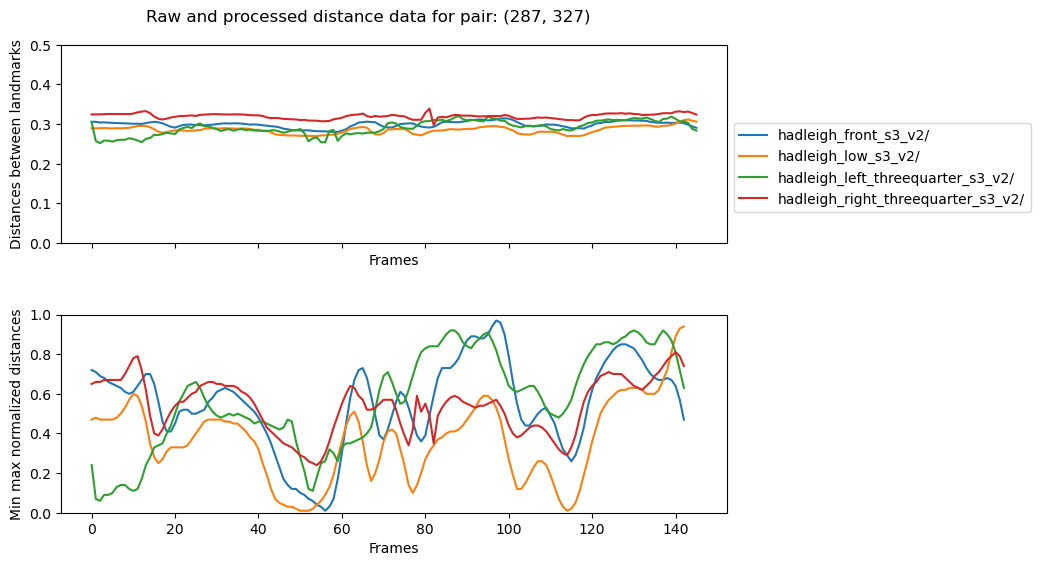 Raw and processed distance data for pair: (287, 327)
Distances between landmarks
0.5
0.4
0.3
0.2
0.1
0.0
Frames
hadleigh_front_s3_v2/
hadleigh_low_s3_v2/
hadleigh_left_threequarter_s3_v2/
hadleigh_right_threequarter_s3_v2/
Min max normalized distances
1.0
0.8
0.6
0.4
0.2
0.0
0 20 40 60 80 100 120 140
Frames